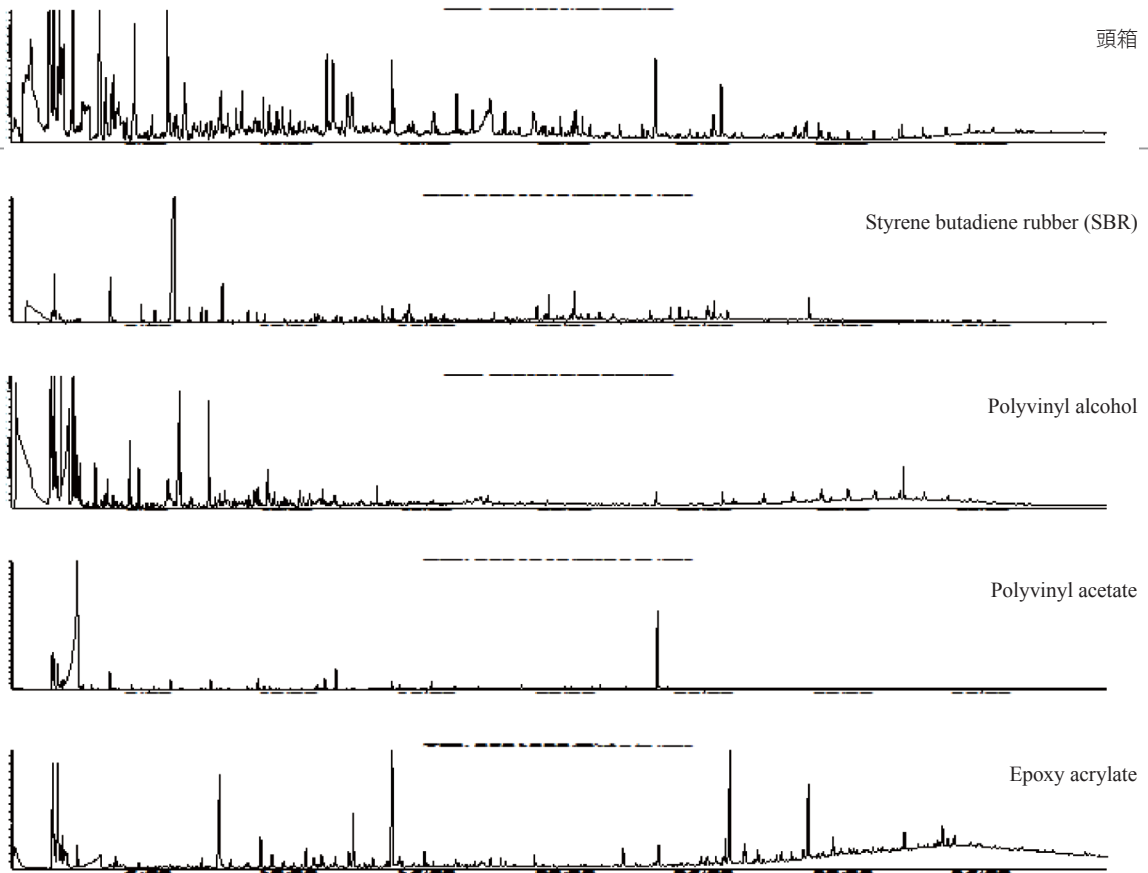 頭箱
Styrene butadiene rubber (SBR)
Polyvinyl alcohol
Polyvinyl acetate
Epoxy acrylate